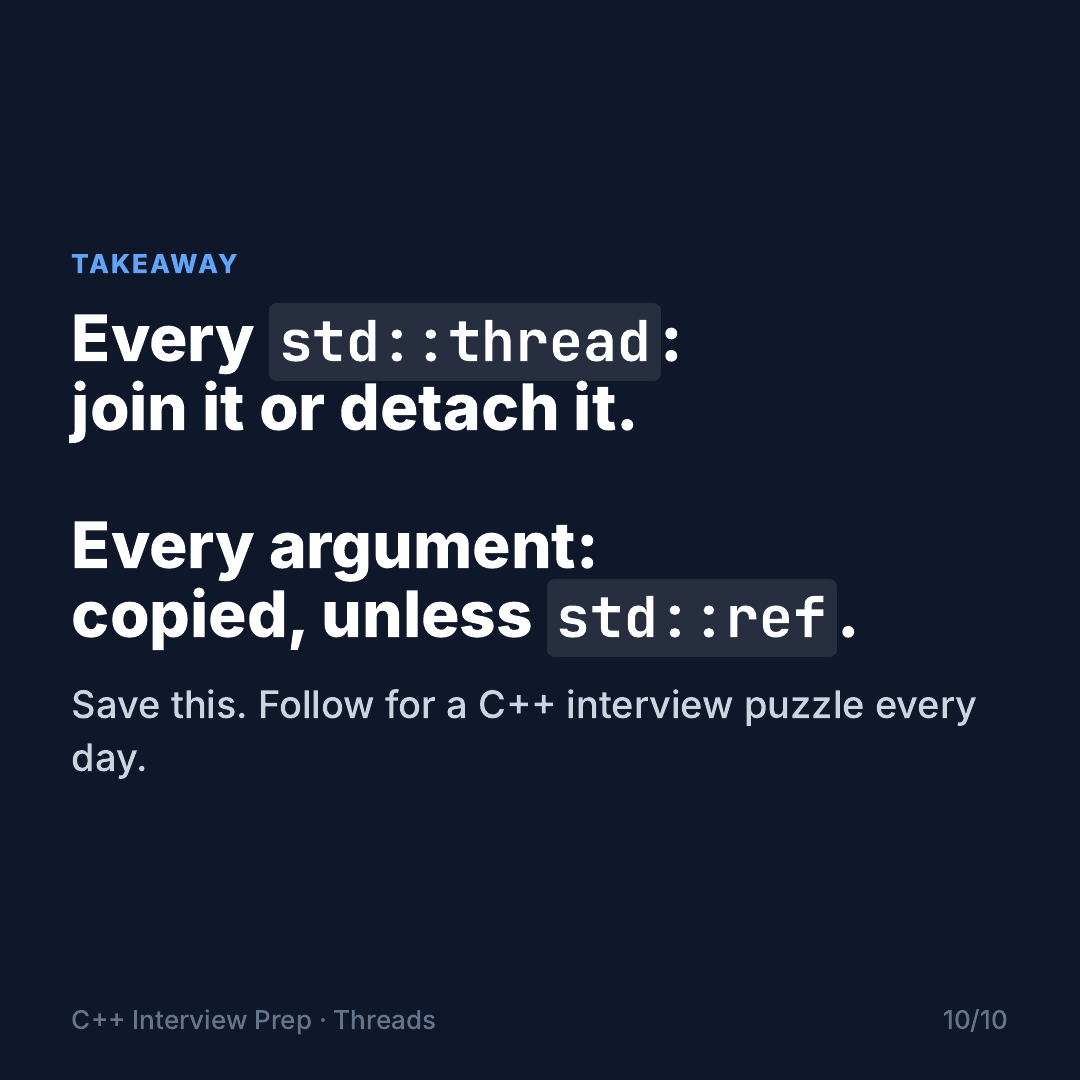 TAKEAWAY
Every std::thread:
join it or detach it.
Every argument:
copied, unless std::ref.
Save this. Follow for a C++ interview puzzle every
day.
C++ Interview Prep · Threads
10/10